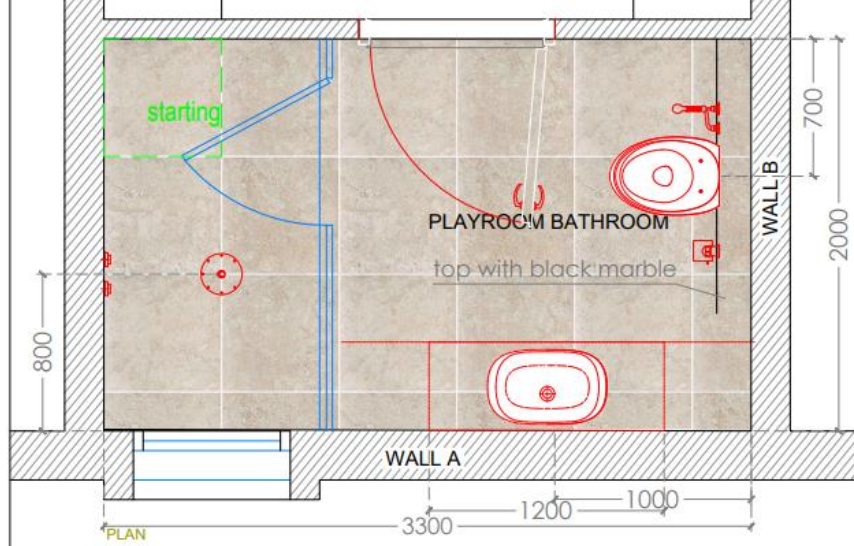 starting
700
WALL B
2000
PLAYROOM BATHROOM
top with black marble
800
WALL A
1000
1200
3300
PLAN